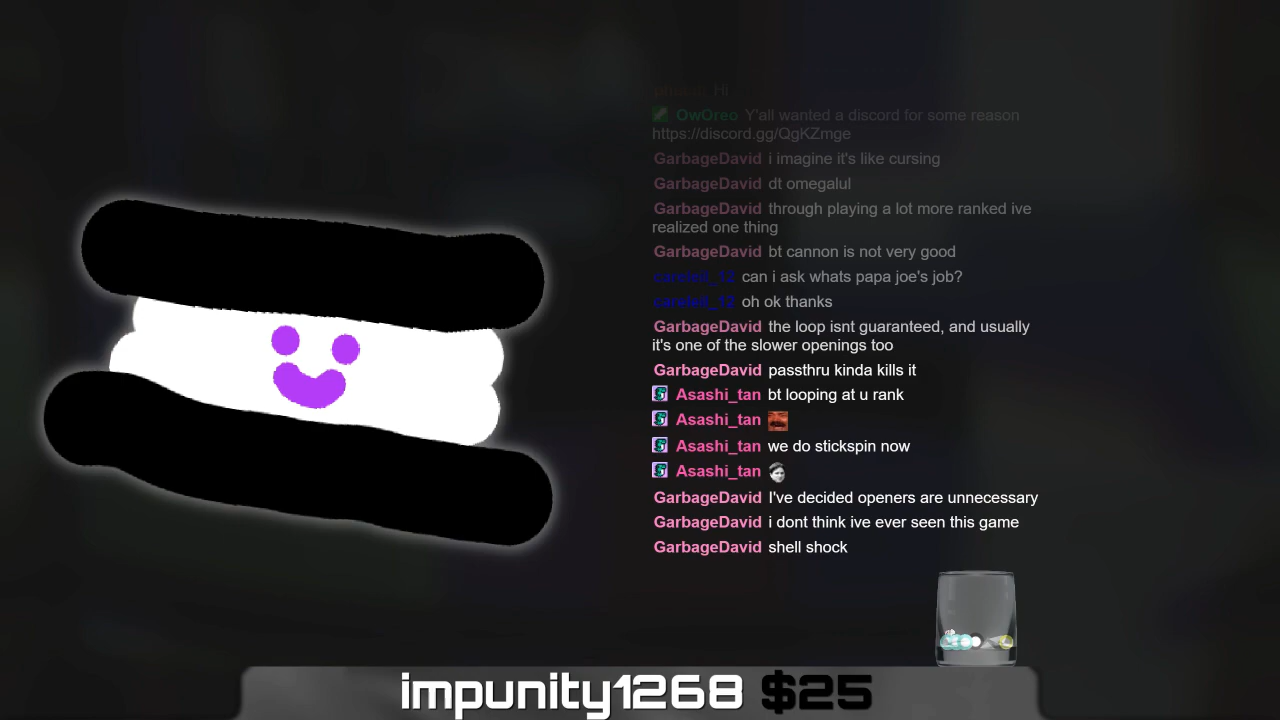 Hi
OwOreo Y'all wanted a discord for some reason
https://discord.gg/QgKZmge
GarbageDavid i imagine it's like cursing
GarbageDavid dt omegalul
GarbageDavid through playing a lot more ranked ive
realized one thing
GarbageDavid bt cannon is not very good
can i ask whats papa joe's job?
oh ok thanks
GarbageDavid the loop isnt guaranteed, and usually
it's one of the slower openings too
GarbageDavid passthru kinda kills it
Asashi_tan bt looping at u rank
Asashi_tan
Asashi_tan we do stickspin now
Asashi_tan
GarbageDavid I've decided openers are unnecessary
GarbageDavid i dont think ive ever seen this game
GarbageDavid shell shock
impunity1268 $25